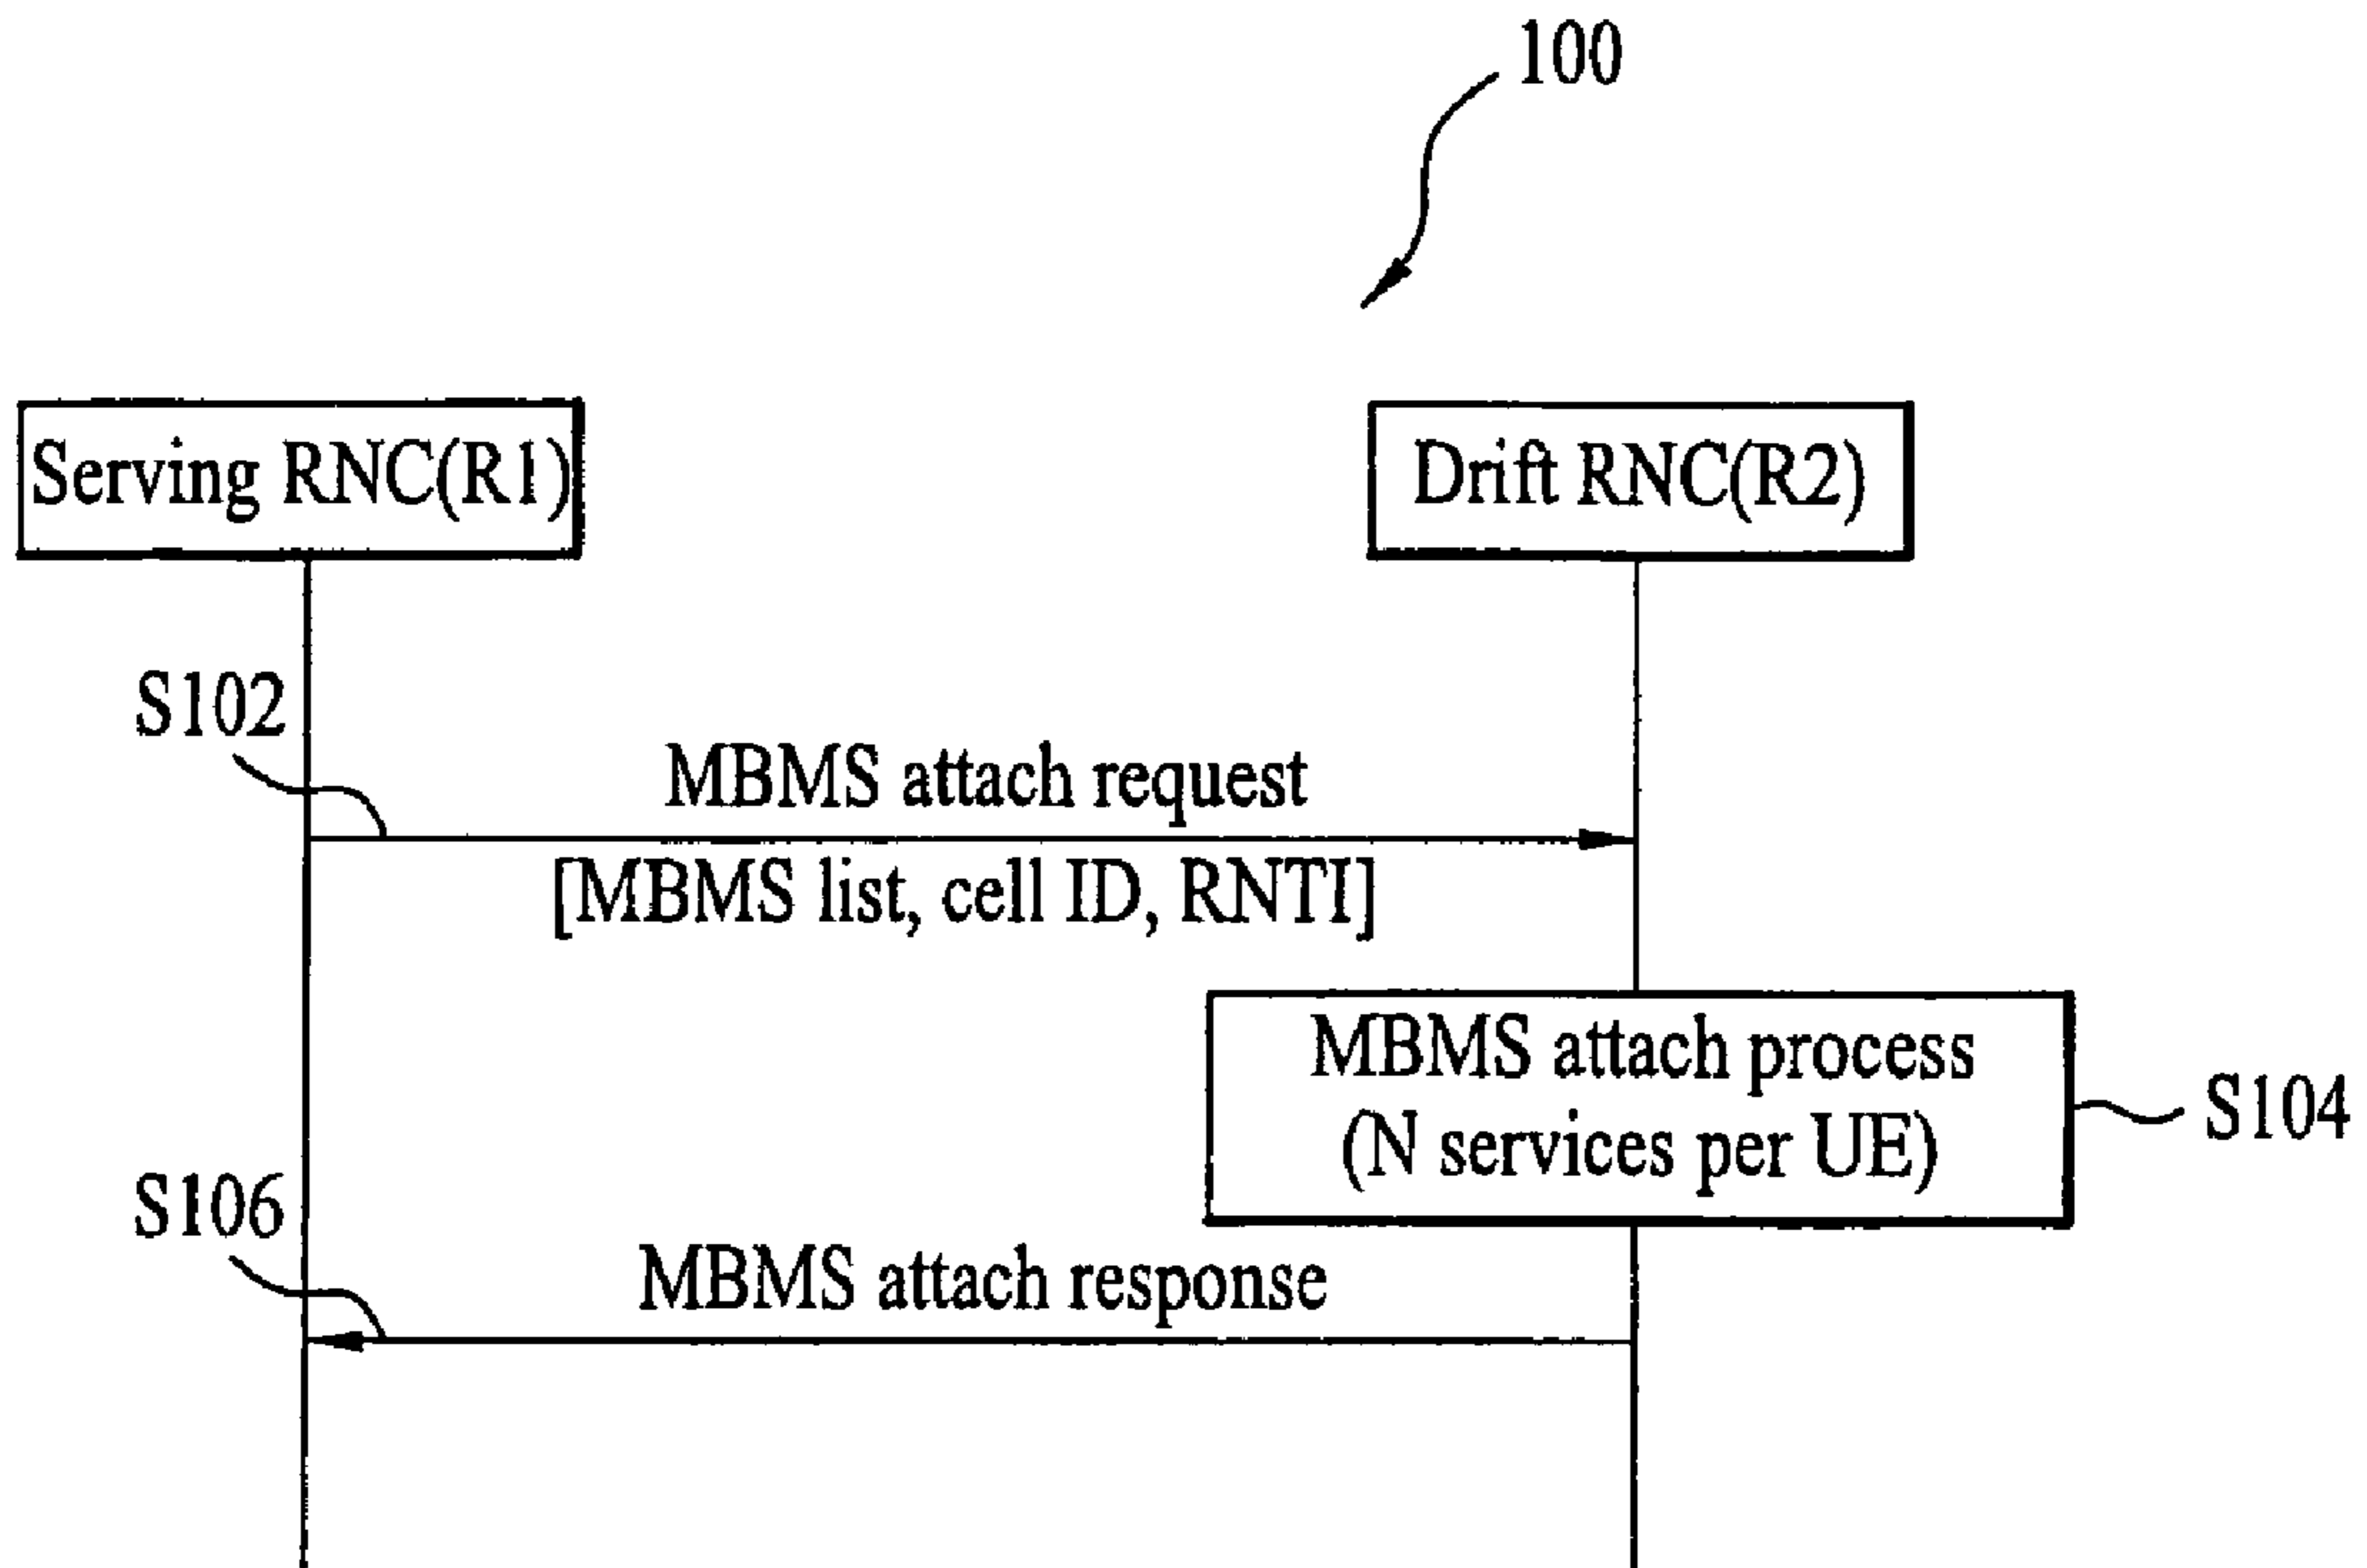 100
Serving RNC(R1)
Drift RNC(R2)
S102
MBMS attach request
[MBMS list, cell ID, RNTI]
MBMS attach process
(N services per UE)
S104
S106
MBMS attach response